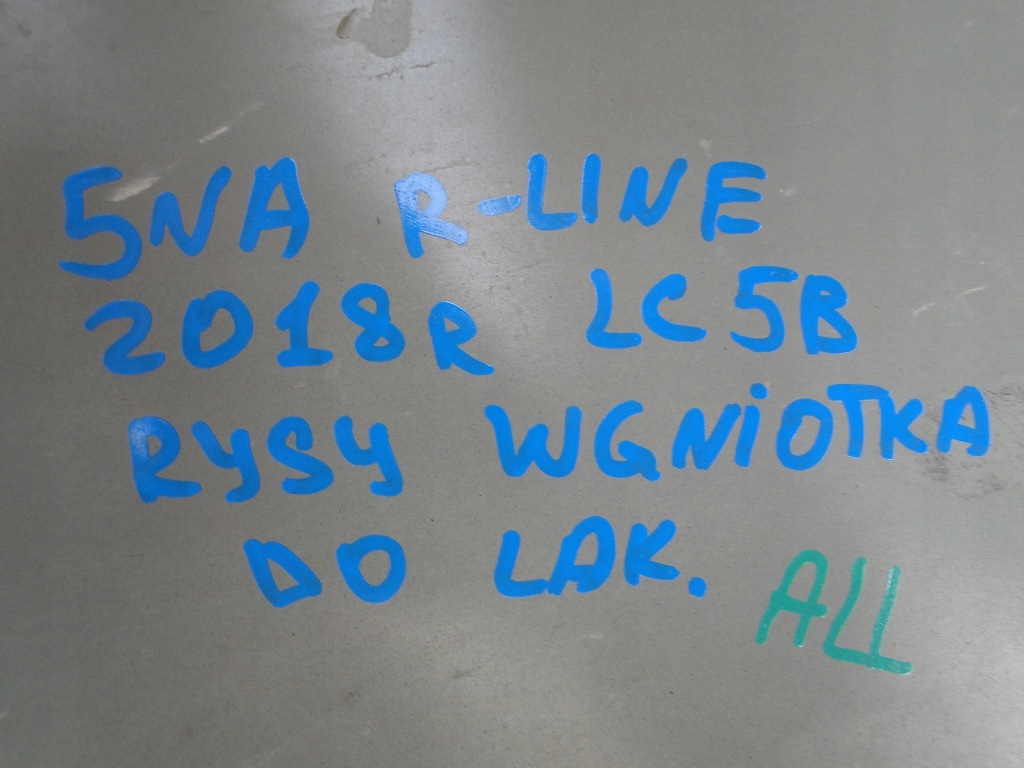 5NA R-LINE
2018R LC5B
RYSY WGNiOTKA
DO LAK.
ALL